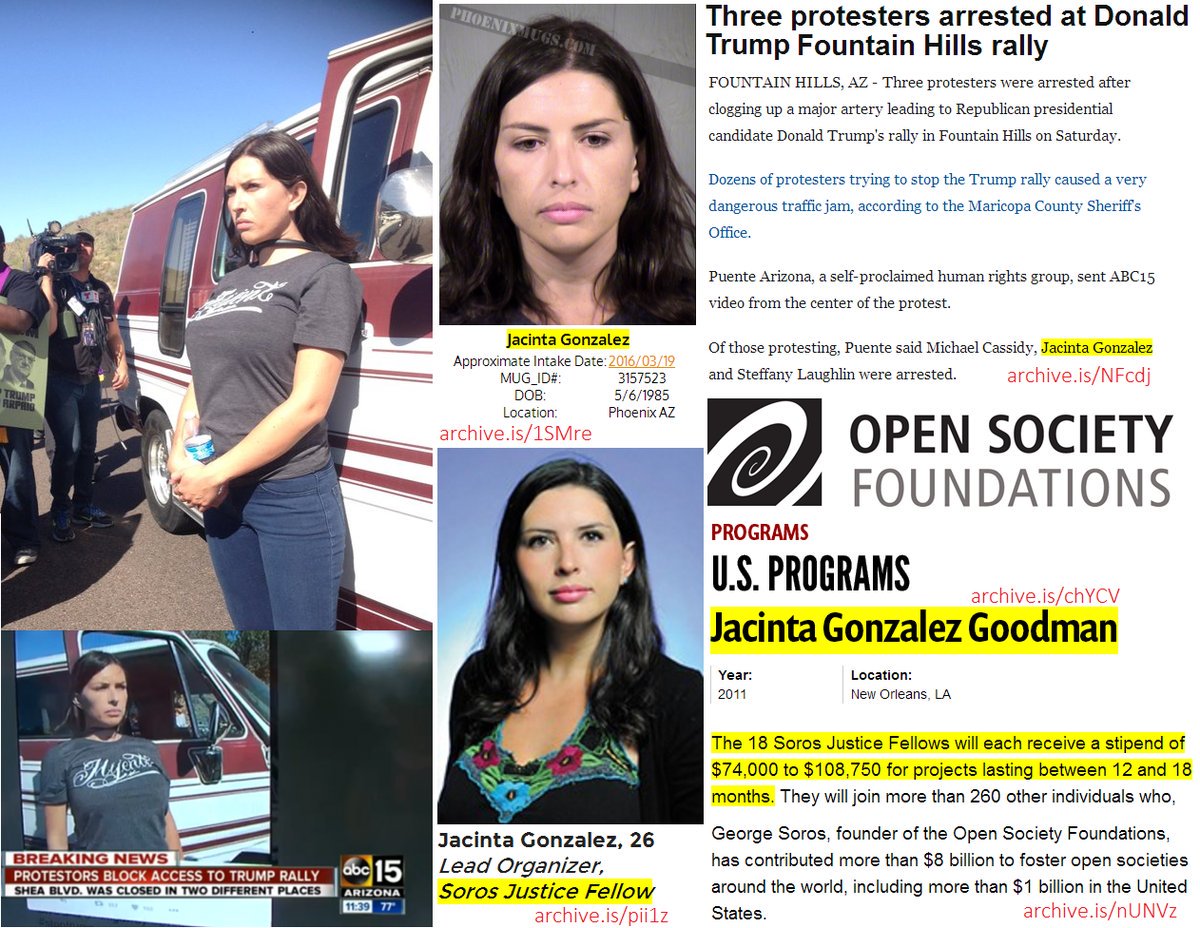 PHOENIXMUGS.COM
Jacinta Gonzalez
Approximate Intake Date: 2016/03/19
MUG_ID#: 3157523
DOB: 5/6/1985
Location: Phoenix AZ
archive.is/1SMre
Three protesters arrested at Donald
Trump Fountain Hills rally
FOUNTAIN HILLS, AZ - Three protesters were arrested after
clogging up a major artery leading to Republican presidential
candidate Donald Trump's rally in Fountain Hills on Saturday.
Dozens of protesters trying to stop the Trump rally caused a very
dangerous traffic jam, according to the Maricopa County Sheriff's
Office.
Puente Arizona, a self-proclaimed human rights group, sent ABC15
video from the center of the protest.
Of those protesting, Puente said Michael Cassidy, Jacinta Gonzalez
and Steffany Laughlin were arrested.
archive.is/NFcdj
TRUMP
ARPAIO
Mijente
BREAKING NEWS
PROTESTORS BLOCK ACCESS TO TRUMP RALLY
SHEA BLVD. WAS CLOSED IN TWO DIFFERENT PLACES
abc 15
ARIZONA
11:39 77°
Jacinta Gonzalez, 26
Lead Organizer,
Soros Justice Fellow
archive.is/pii1z
OPEN SOCIETY
FOUNDATIONS
PROGRAMS
U.S. PROGRAMS
archive.is/chYCV
Jacinta Gonzalez Goodman
Year:
2011
Location:
New Orleans, LA
The 18 Soros Justice Fellows will each receive a stipend of
$74,000 to $108,750 for projects lasting between 12 and 18
months. They will join more than 260 other individuals who,
George Soros, founder of the Open Society Foundations,
has contributed more than $8 billion to foster open societies
around the world, including more than $1 billion in the United
States.
archive.is/nUNVz